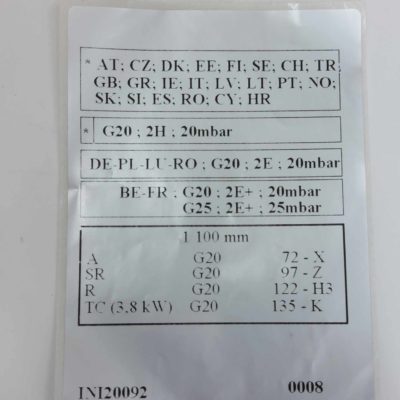 * AT; CZ; DK; EE; FI; SE; CH; TR;
GB; GR; IE; IT; LV; LT; PT; NO;
SK; SI; ES; RO; CY; HR
* G20 ; 2H ; 20mbar
DE-PL-LU-RO ; G20 ; 2E ; 20mbar
BE-FR ; G20 ; 2E+ ; 20mbar
G25 ; 2E+ ; 25mbar
1 100 mm
A G20 72 - X
SR G20 97 - Z
R G20 122 - H3
TC (3.8 kW) G20 135 - K
INI20092 0008